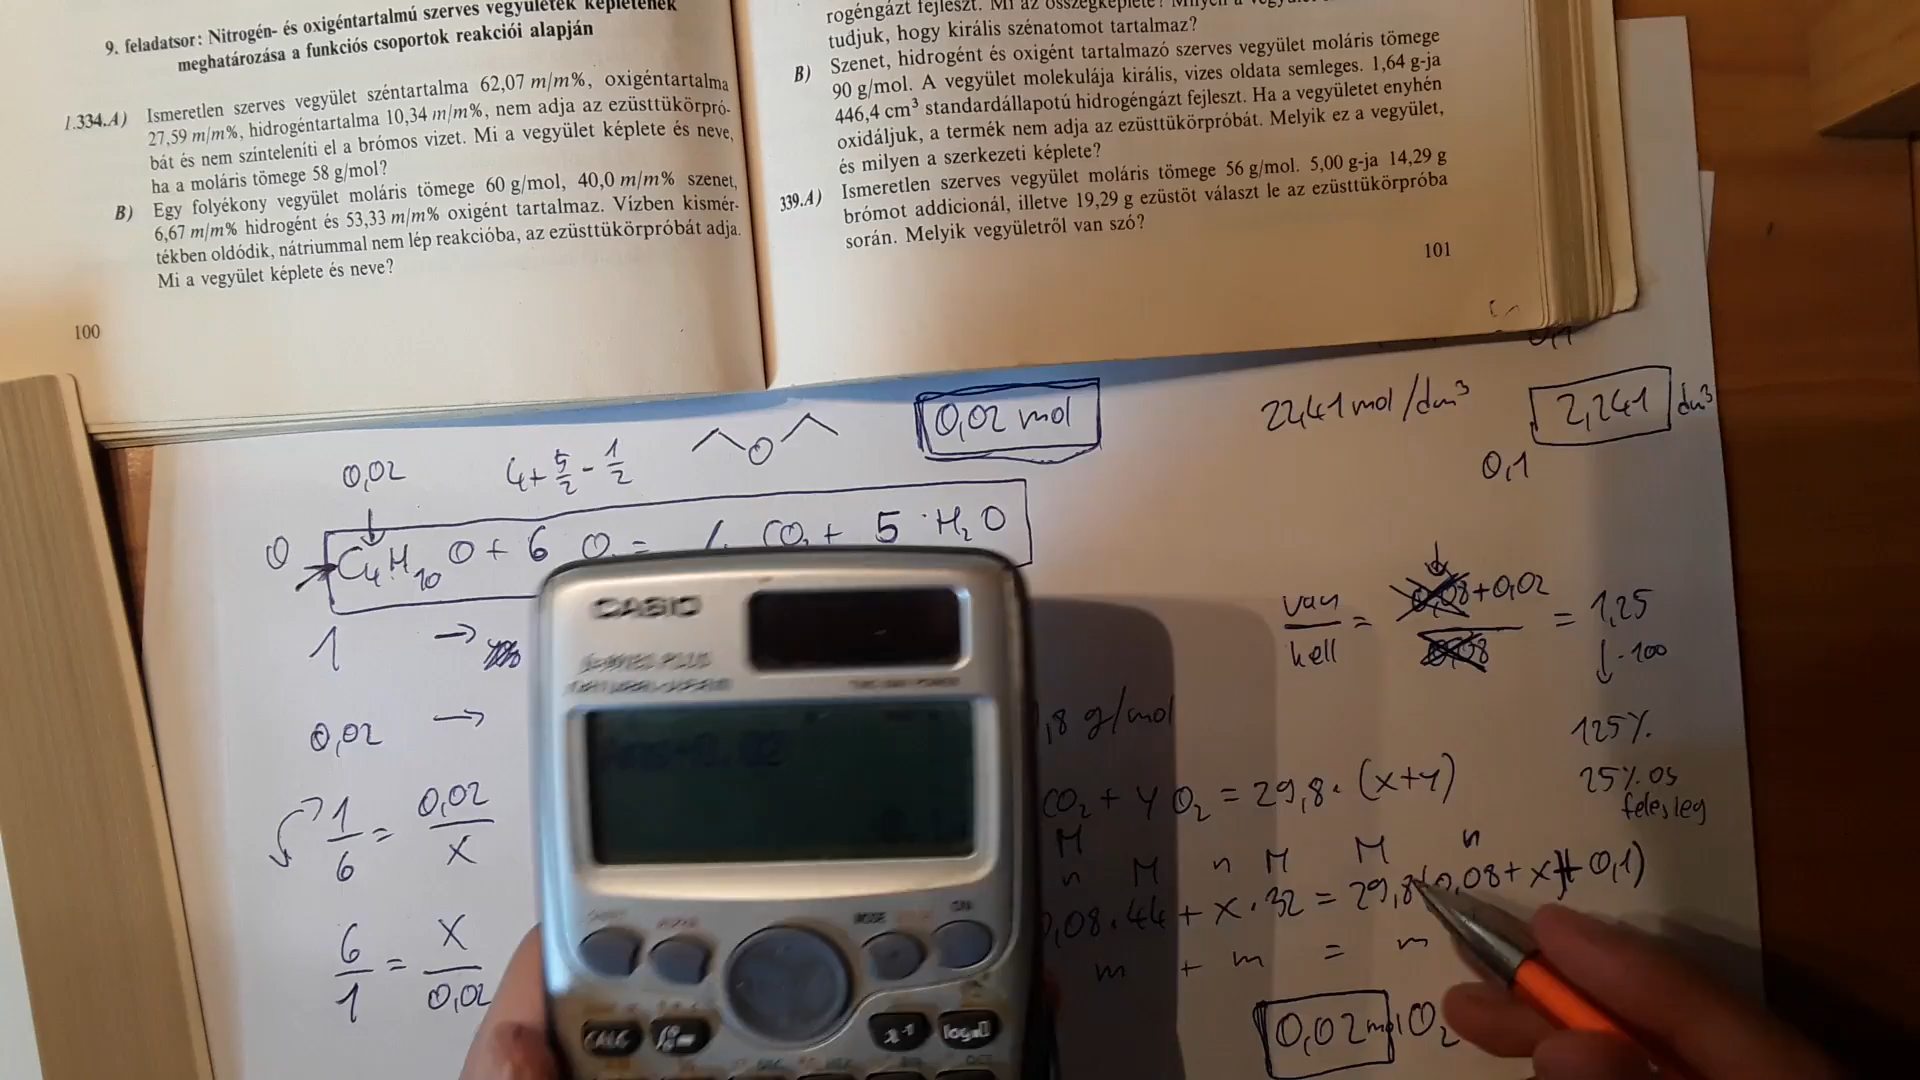 9. feladatsor: Nitrogén- és oxigéntartalmú szerves vegyületek képletének
meghatározása a funkciós csoportok reakciói alapján
1.334.A) Ismeretlen szerves vegyület széntartalma 62,07 m/m%, oxigéntartalma
27,59 m/m%, hidrogéntartalma 10,34 m/m%, nem adja az ezüsttükörpró-
bát és nem színteleníti el a brómos vizet. Mi a vegyület képlete és neve,
ha a moláris tömege 58 g/mol?
B) Egy folyékony vegyület moláris tömege 60 g/mol, 40,0 m/m% szenet,
6,67 m/m% hidrogént és 53,33 m/m% oxigént tartalmaz. Vízben kismér-
tékben oldódik, nátriummal nem lép reakcióba, az ezüsttükörpróbát adja.
Mi a vegyület képlete és neve?
100
rogéngázt fejleszt. Mi az összegképlete?
tudjuk, hogy királis szénatomot tartalmaz?
B) Szenet, hidrogént és oxigént tartalmazó szerves vegyület moláris tömege
90 g/mol. A vegyület molekulája királis, vizes oldata semleges. 1,64 g-ja
446,4 cm³ standardállapotú hidrogéngázt fejleszt. Ha a vegyületet enyhén
oxidáljuk, a termék nem adja az ezüsttükörpróbát. Melyik ez a vegyület,
és milyen a szerkezeti képlete?
339.A) Ismeretlen szerves vegyület moláris tömege 56 g/mol. 5,00 g-ja 14,29 g
brómot addicionál, illetve 19,29 g ezüstöt választ le az ezüsttükörpróba
során. Melyik vegyületről van szó?
101
0,02 4+5/2-1/2 O 0,02 mol
C₄H₁₀O + 6 O₂ = 4 CO₂ + 5 H₂O
1 →
0,02 →
1/6 = 0,02/x
6/1 = x/0,02
CASIO
NATURAL-V.P.A.M.
CALC
x⁻¹
22,41 mol/dm³ 2,241 dm³
0,1
van/kell = 0,08+0,02/0,08 = 1,25
↓·100
125%
25%os
felesleg
,8 g/mol
CO₂ + y O₂ = 29,8·(x+y)
M
n M n M M n
0,08·44 + x·32 = 29,8(0,08+x+0,1)
m + m = m
0,02 mol O₂